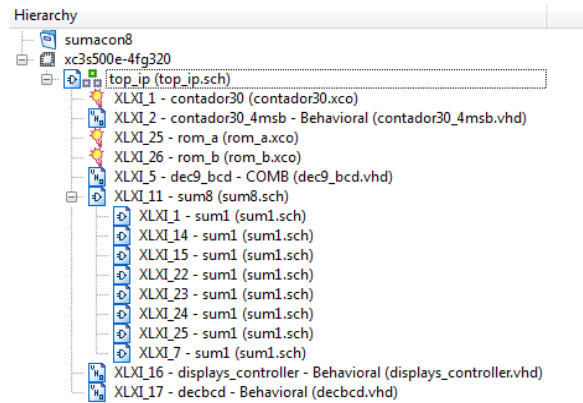 Hierarchy
sumacon8
xc3s500e-4fg320
top_ip (top_ip.sch)
XLXI_1 - contador30 (contador30.xco)
XLXI_2 - contador30_4msb - Behavioral (contador30_4msb.vhd)
XLXI_25 - rom_a (rom_a.xco)
XLXI_26 - rom_b (rom_b.xco)
XLXI_5 - dec9_bcd - COMB (dec9_bcd.vhd)
XLXI_11 - sum8 (sum8.sch)
XLXI_1 - sum1 (sum1.sch)
XLXI_14 - sum1 (sum1.sch)
XLXI_15 - sum1 (sum1.sch)
XLXI_22 - sum1 (sum1.sch)
XLXI_23 - sum1 (sum1.sch)
XLXI_24 - sum1 (sum1.sch)
XLXI_25 - sum1 (sum1.sch)
XLXI_7 - sum1 (sum1.sch)
XLXI_16 - displays_controller - Behavioral (displays_controller.vhd)
XLXI_17 - decbcd - Behavioral (decbcd.vhd)